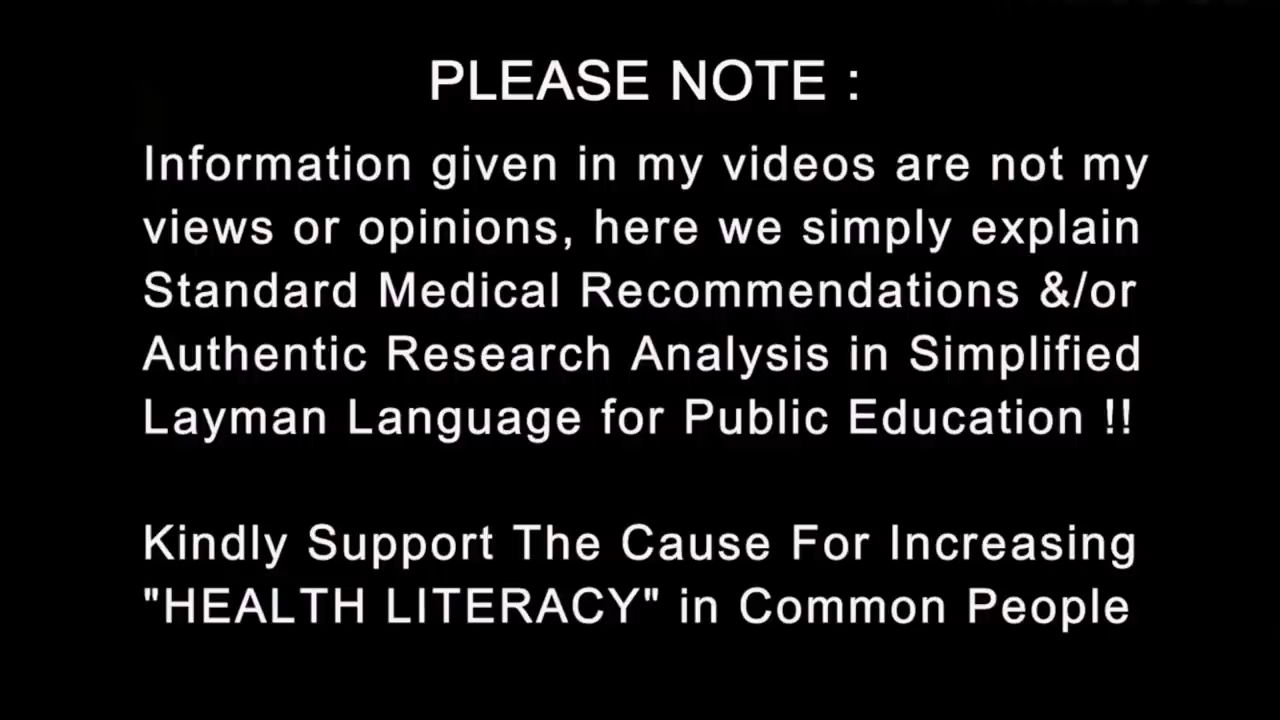 PLEASE NOTE :
Information given in my videos are not my
views or opinions, here we simply explain
Standard Medical Recommendations &/or
Authentic Research Analysis in Simplified
Layman Language for Public Education !!
Kindly Support The Cause For Increasing
"HEALTH LITERACY" in Common People